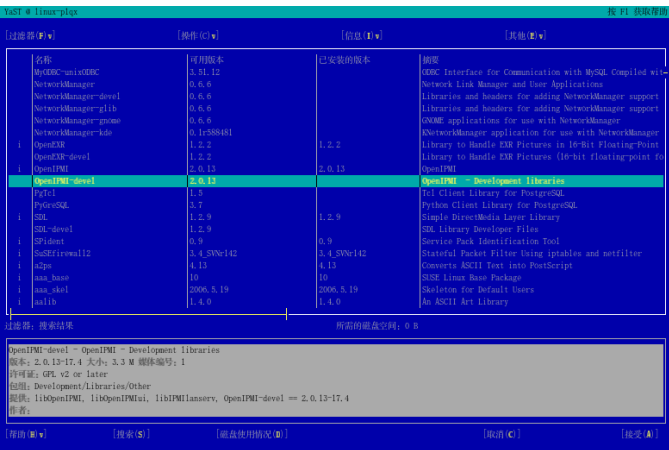 YaST @ linux-plqx 按 F1 获取帮助
[过滤器(F)v] [操作(C)v] [信息(I)v] [其他(E)v]
名称 可用版本 已安装的版本 摘要
MyODBC-unixODBC 3.51.12 ODBC Interface for Communication with MySQL Compiled wit
NetworkManager 0.6.6 Network Link Manager and User Applications
NetworkManager-devel 0.6.6 Libraries and headers for adding NetworkManager support
NetworkManager-glib 0.6.6 Libraries and headers for adding NetworkManager support
NetworkManager-gnome 0.6.6 GNOME applications for use with NetworkManager
NetworkManager-kde 0.1r588481 KNetworkManager application for use with NetworkManager
i OpenEXR 1.2.2 1.2.2 Library to Handle EXR Pictures in 16-Bit Floating-Point
OpenEXR-devel 1.2.2 Library to Handle EXR Pictures (16-bit floating-point fo
i OpenIPMI 2.0.13 2.0.13 OpenIPMI
OpenIPMI-devel 2.0.13 OpenIPMI - Development libraries
PgTcl 1.5 Tcl Client Library for PostgreSQL
PyGreSQL 3.7 Python Client Library for PostgreSQL
i SDL 1.2.9 1.2.9 Simple DirectMedia Layer Library
SDL-devel 1.2.9 SDL Library Developer Files
i SPident 0.9 0.9 Service Pack Identification Tool
i SuSEfirewall2 3.4_SVNr142 3.4_SVNr142 Stateful Packet Filter Using iptables and netfilter
i a2ps 4.13 4.13 Converts ASCII Text into PostScript
i aaa_base 10 10 SUSE Linux Base Package
i aaa_skel 2006.5.19 2006.5.19 Skeleton for Default Users
i aalib 1.4.0 1.4.0 An ASCII Art Library
过滤器: 搜索结果 所需的磁盘空间: 0 B
OpenIPMI-devel - OpenIPMI - Development libraries
版本: 2.0.13-17.4 大小: 3.3 M 媒体编号: 1
许可证: GPL v2 or later
包组: Development/Libraries/Other
提供: libOpenIPMI, libOpenIPMIui, libIPMIlanserv, OpenIPMI-devel == 2.0.13-17.4
作者:
[帮助(H)v] [搜索(S)] [磁盘使用情况(D)] [取消(C)] [接受(A)]